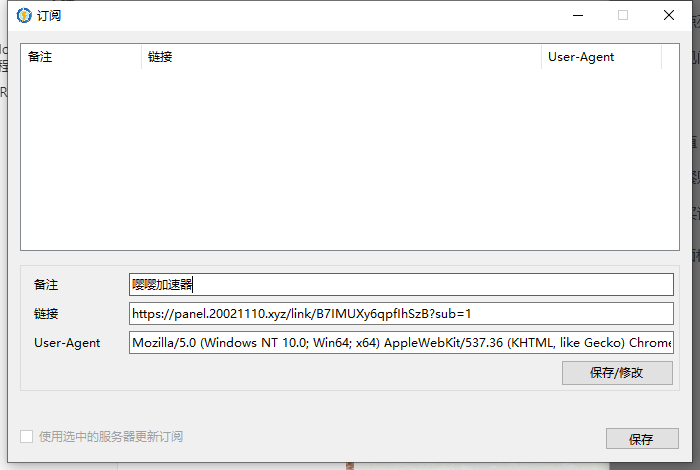 订阅
备注 链接 User-Agent
备注 嘤嘤加速器
链接 https://panel.20021110.xyz/link/B7IMUXy6qpfIhSzB?sub=1
User-Agent Mozilla/5.0 (Windows NT 10.0; Win64; x64) AppleWebKit/537.36 (KHTML, like Gecko) Chrome
保存/修改
使用选中的服务器更新订阅
保存